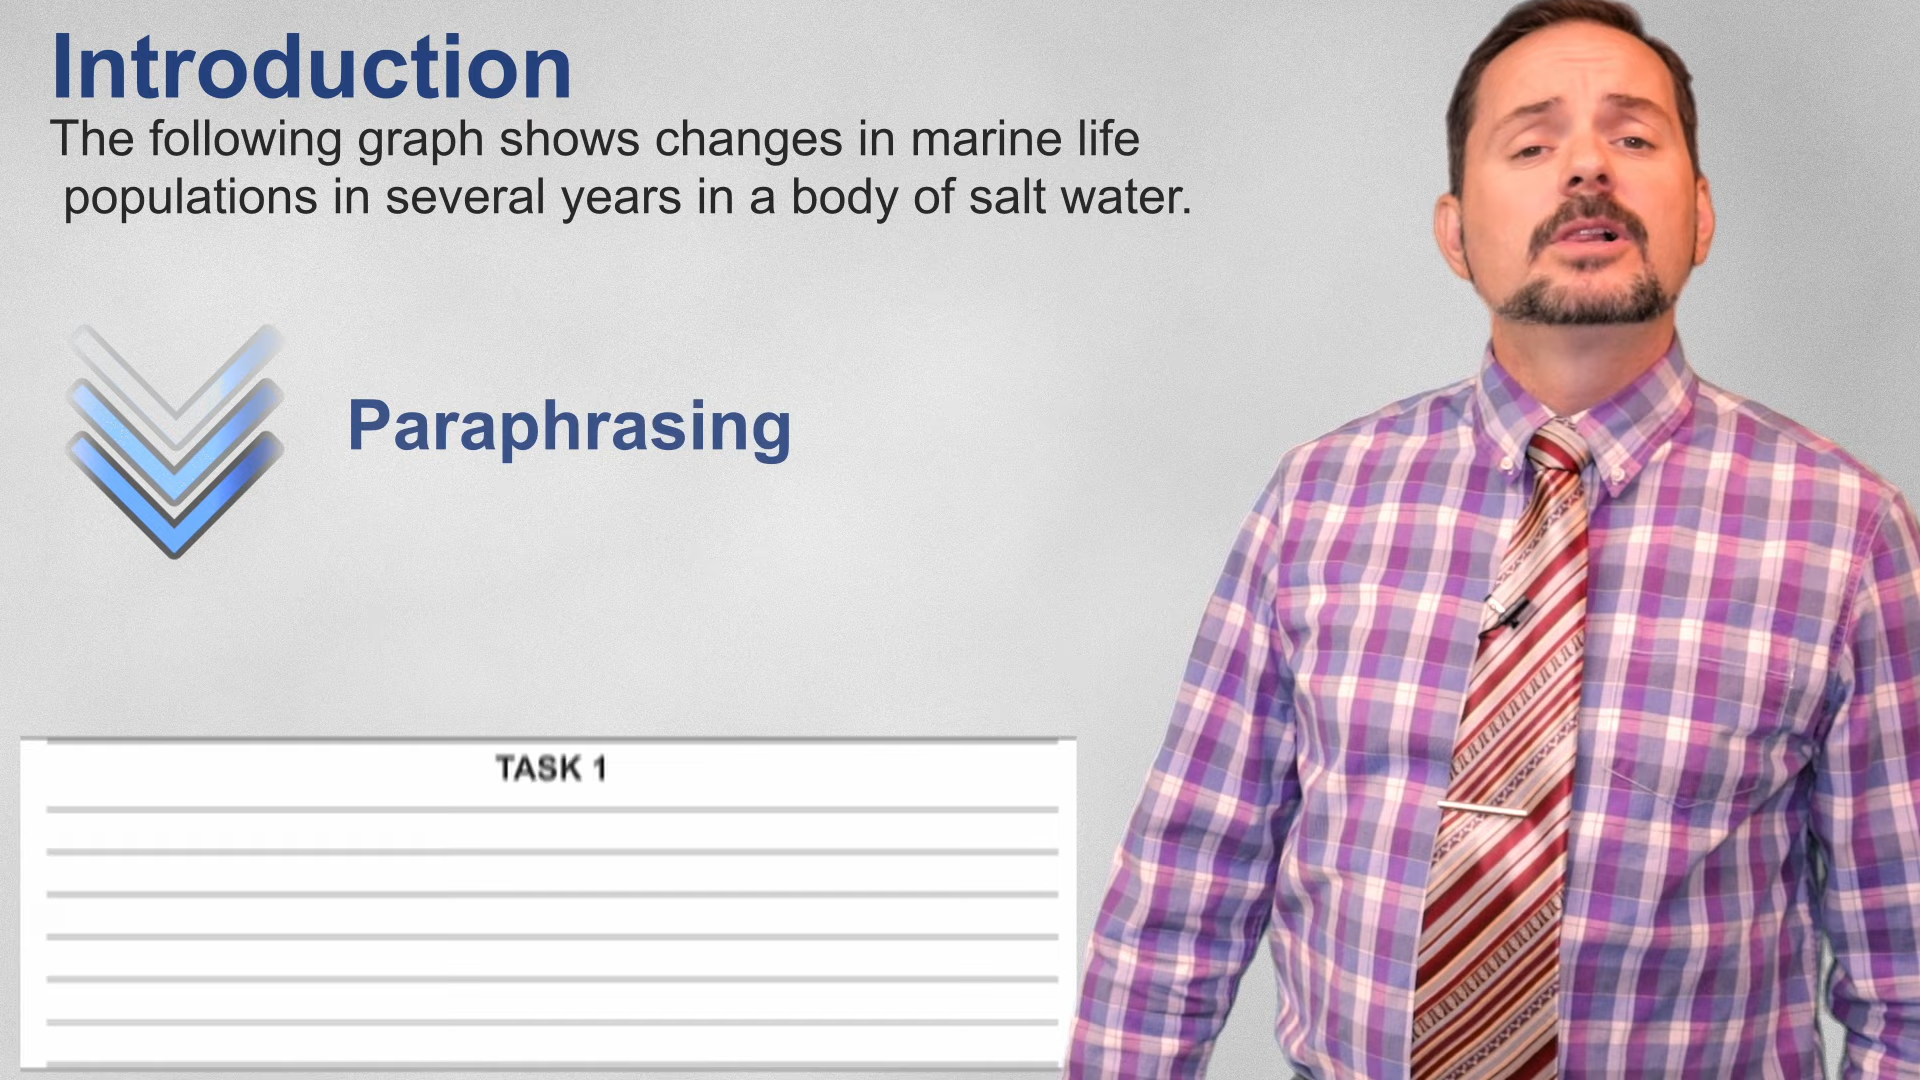 Introduction
The following graph shows changes in marine life
populations in several years in a body of salt water.
Paraphrasing
TASK 1